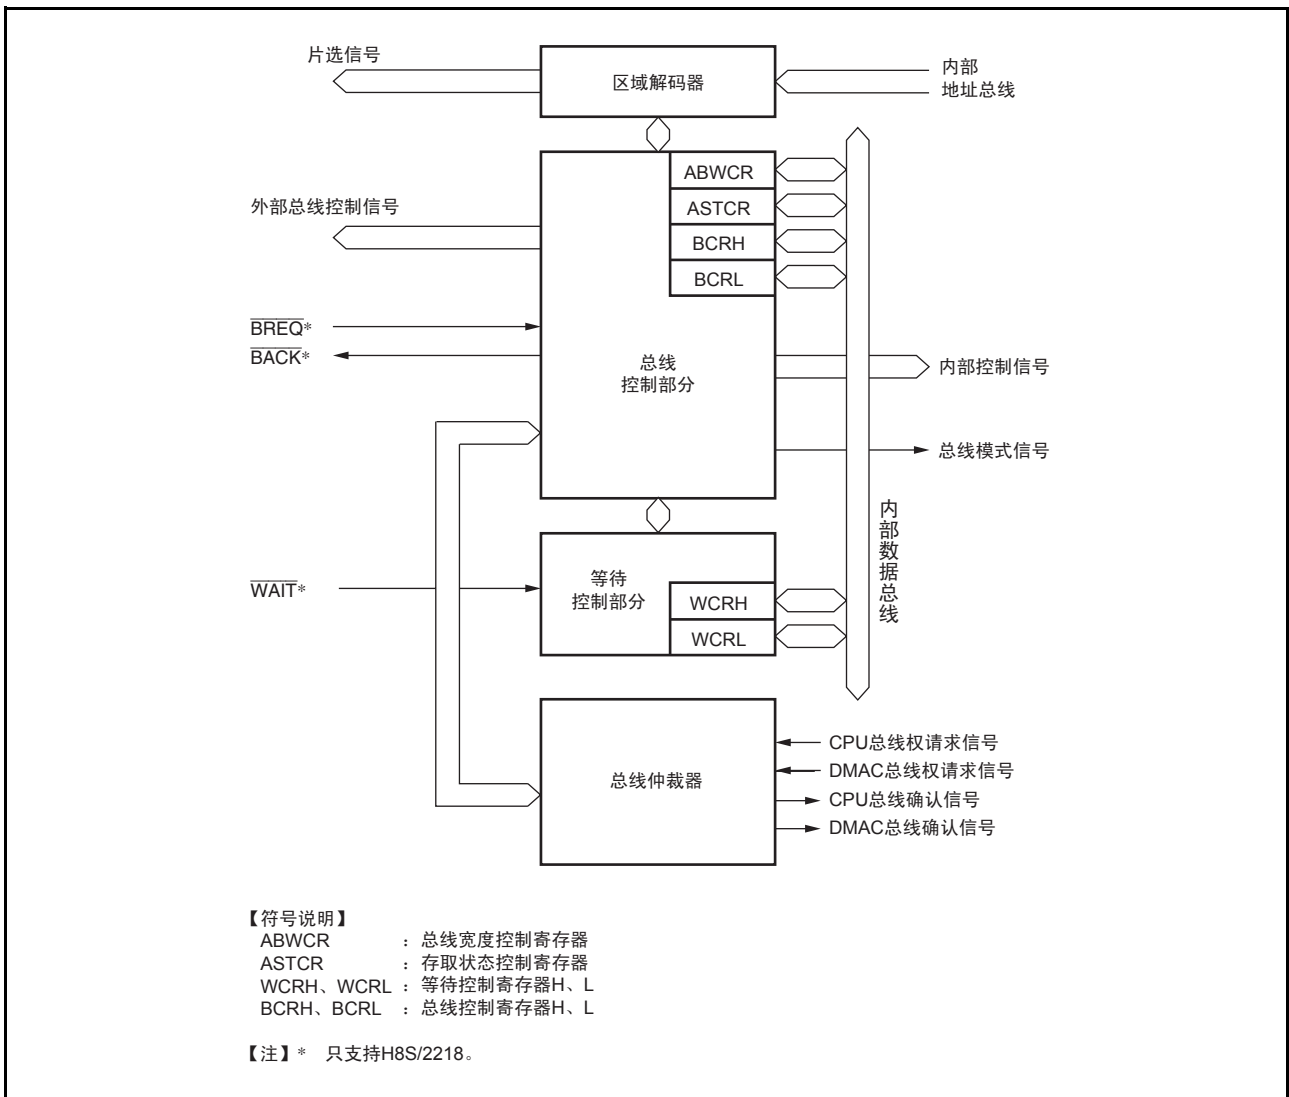 片选信号
区域解码器
内部
地址总线
ABWCR
ASTCR
BCRH
BCRL
外部总线控制信号
BREQ*
BACK*
总线
控制部分
内部控制信号
总线模式信号
内部数据总线
WAIT*
等待
控制部分
WCRH
WCRL
总线仲裁器
CPU总线权请求信号
DMAC总线权请求信号
CPU总线确认信号
DMAC总线确认信号
【符号说明】
ABWCR : 总线宽度控制寄存器
ASTCR : 存取状态控制寄存器
WCRH、WCRL : 等待控制寄存器H、L
BCRH、BCRL : 总线控制寄存器H、L
【注】* 只支持H8S/2218。